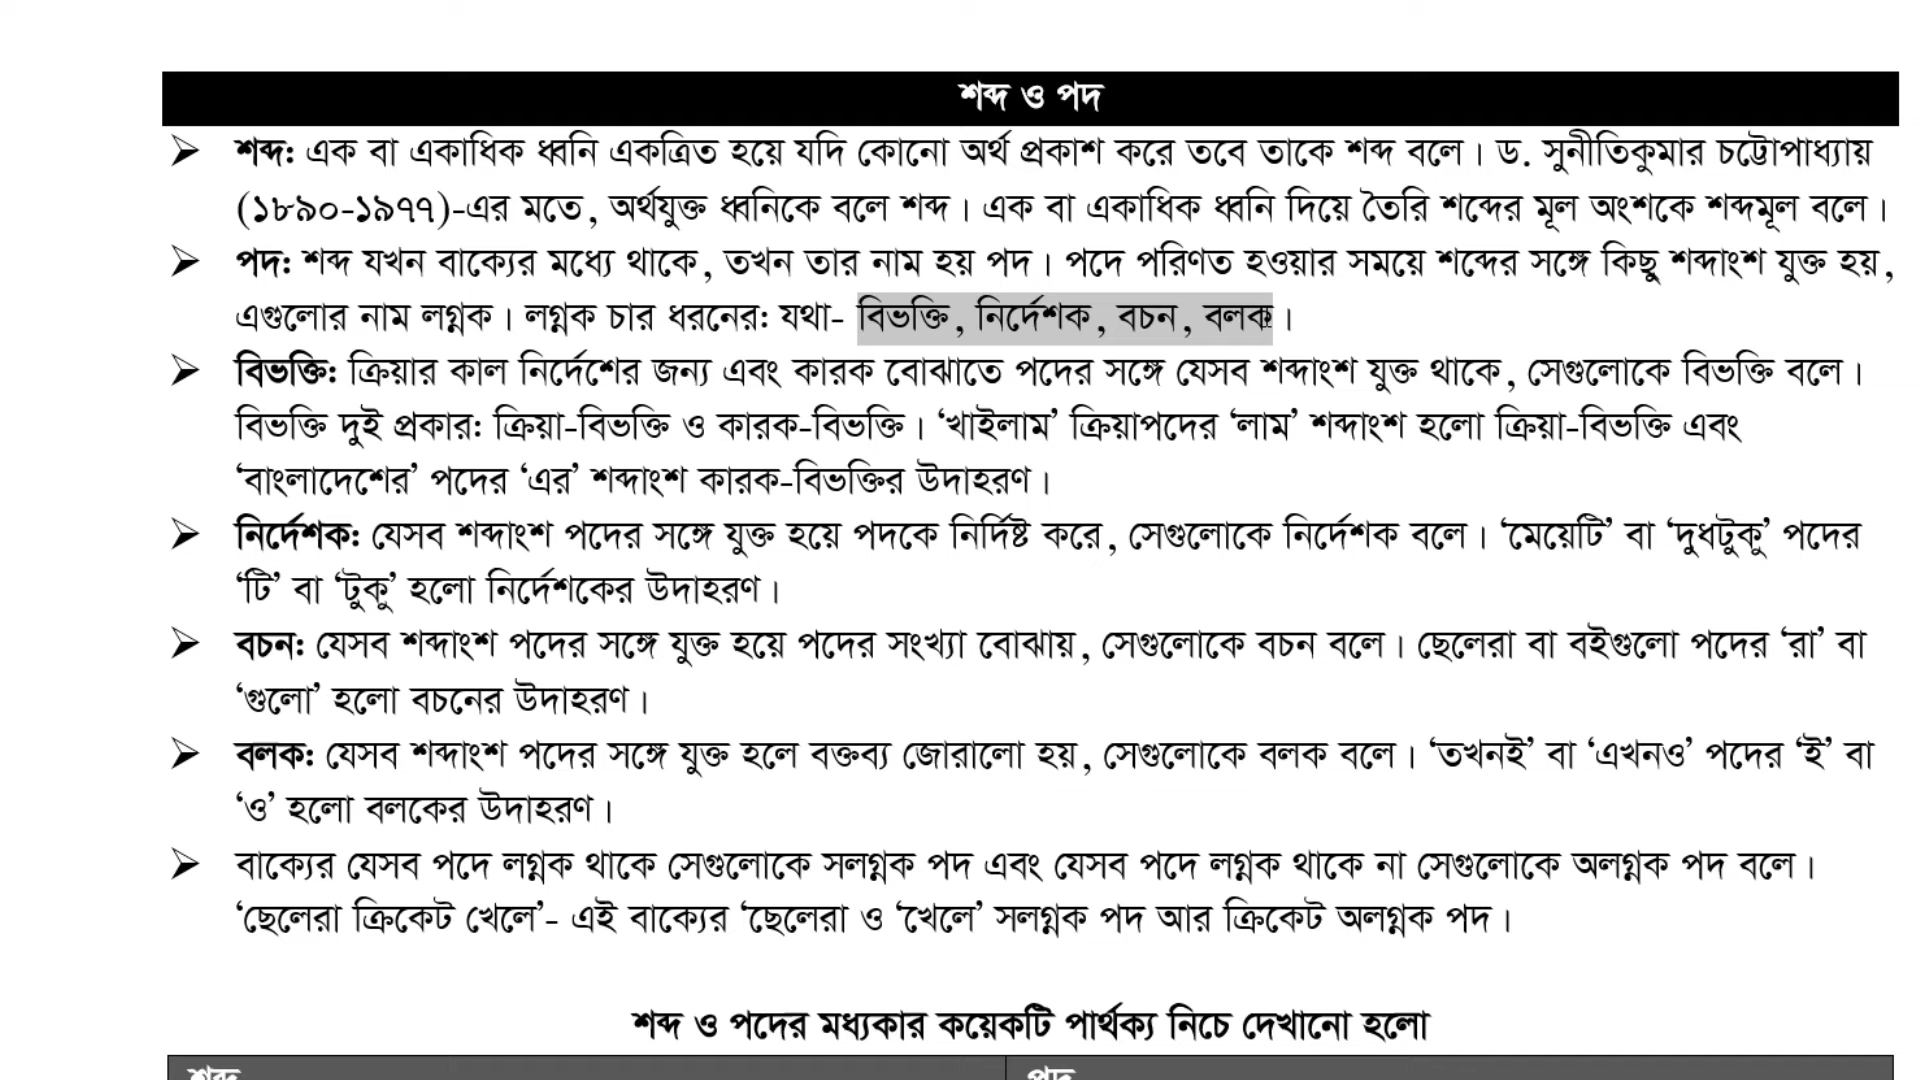 শব্দ ও পদ
➢ শব্দ: এক বা একাধিক ধ্বনি একত্রিত হয়ে যদি কোনো অর্থ প্রকাশ করে তবে তাকে শব্দ বলে। ড. সুনীতিকুমার চট্টোপাধ্যায়
(১৮৯০-১৯৭৭)-এর মতে, অর্থযুক্ত ধ্বনিকে বলে শব্দ। এক বা একাধিক ধ্বনি দিয়ে তৈরি শব্দের মূল অংশকে শব্দমূল বলে।
➢ পদ: শব্দ যখন বাক্যের মধ্যে থাকে, তখন তার নাম হয় পদ। পদে পরিণত হওয়ার সময়ে শব্দের সঙ্গে কিছু শব্দাংশ যুক্ত হয়,
এগুলোর নাম লগ্নক। লগ্নক চার ধরনের: যথা- বিভক্তি, নির্দেশক, বচন, বলক।
➢ বিভক্তি: ক্রিয়ার কাল নির্দেশের জন্য এবং কারক বোঝাতে পদের সঙ্গে যেসব শব্দাংশ যুক্ত থাকে, সেগুলোকে বিভক্তি বলে।
বিভক্তি দুই প্রকার: ক্রিয়া-বিভক্তি ও কারক-বিভক্তি। ‘খাইলাম’ ক্রিয়াপদের ‘লাম’ শব্দাংশ হলো ক্রিয়া-বিভক্তি এবং
‘বাংলাদেশের’ পদের ‘এর’ শব্দাংশ কারক-বিভক্তির উদাহরণ।
➢ নির্দেশক: যেসব শব্দাংশ পদের সঙ্গে যুক্ত হয়ে পদকে নির্দিষ্ট করে, সেগুলোকে নির্দেশক বলে। ‘মেয়েটি’ বা ‘দুধটুকু’ পদের
‘টি’ বা ‘টুকু’ হলো নির্দেশকের উদাহরণ।
➢ বচন: যেসব শব্দাংশ পদের সঙ্গে যুক্ত হয়ে পদের সংখ্যা বোঝায়, সেগুলোকে বচন বলে। ছেলেরা বা বইগুলো পদের ‘রা’ বা
‘গুলো’ হলো বচনের উদাহরণ।
➢ বলক: যেসব শব্দাংশ পদের সঙ্গে যুক্ত হলে বক্তব্য জোরালো হয়, সেগুলোকে বলক বলে। ‘তখনই’ বা ‘এখনও’ পদের ‘ই’ বা
‘ও’ হলো বলকের উদাহরণ।
➢ বাক্যের যেসব পদে লগ্নক থাকে সেগুলোকে সলগ্নক পদ এবং যেসব পদে লগ্নক থাকে না সেগুলোকে অলগ্নক পদ বলে।
‘ছেলেরা ক্রিকেট খেলে’- এই বাক্যের ‘ছেলেরা ও ‘খেলে’ সলগ্নক পদ আর ক্রিকেট অলগ্নক পদ।
শব্দ ও পদের মধ্যকার কয়েকটি পার্থক্য নিচে দেখানো হলো
শব্দ পদ